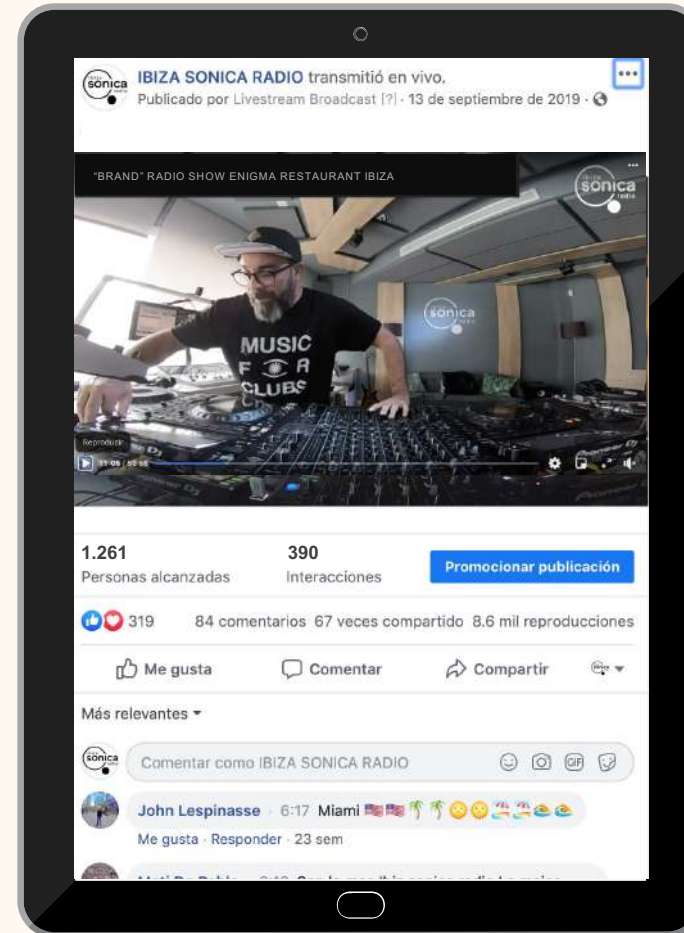 IBIZA SONICA RADIO transmitió en vivo.
Publicado por Livestream Broadcast [?] · 13 de septiembre de 2019 ·
"BRAND" RADIO SHOW ENIGMA RESTAURANT IBIZA
ibiza
sonica
radio
sonica
MUSIC
F R
CLUBS
Reproducir
Pioneer DJ
1.261
390
Promocionar publicación
Personas alcanzadas
Interacciones
319 84 comentarios 67 veces compartido 8.6 mil reproducciones
Me gusta Comentar Compartir
Más relevantes
sonica
Comentar como IBIZA SONICA RADIO GIF
John Lespinasse · 6:17 Miami 🇺🇸🇺🇸🌴🌴🌞🌞🏖🏖🏊🏊
Me gusta · Responder · 23 sem